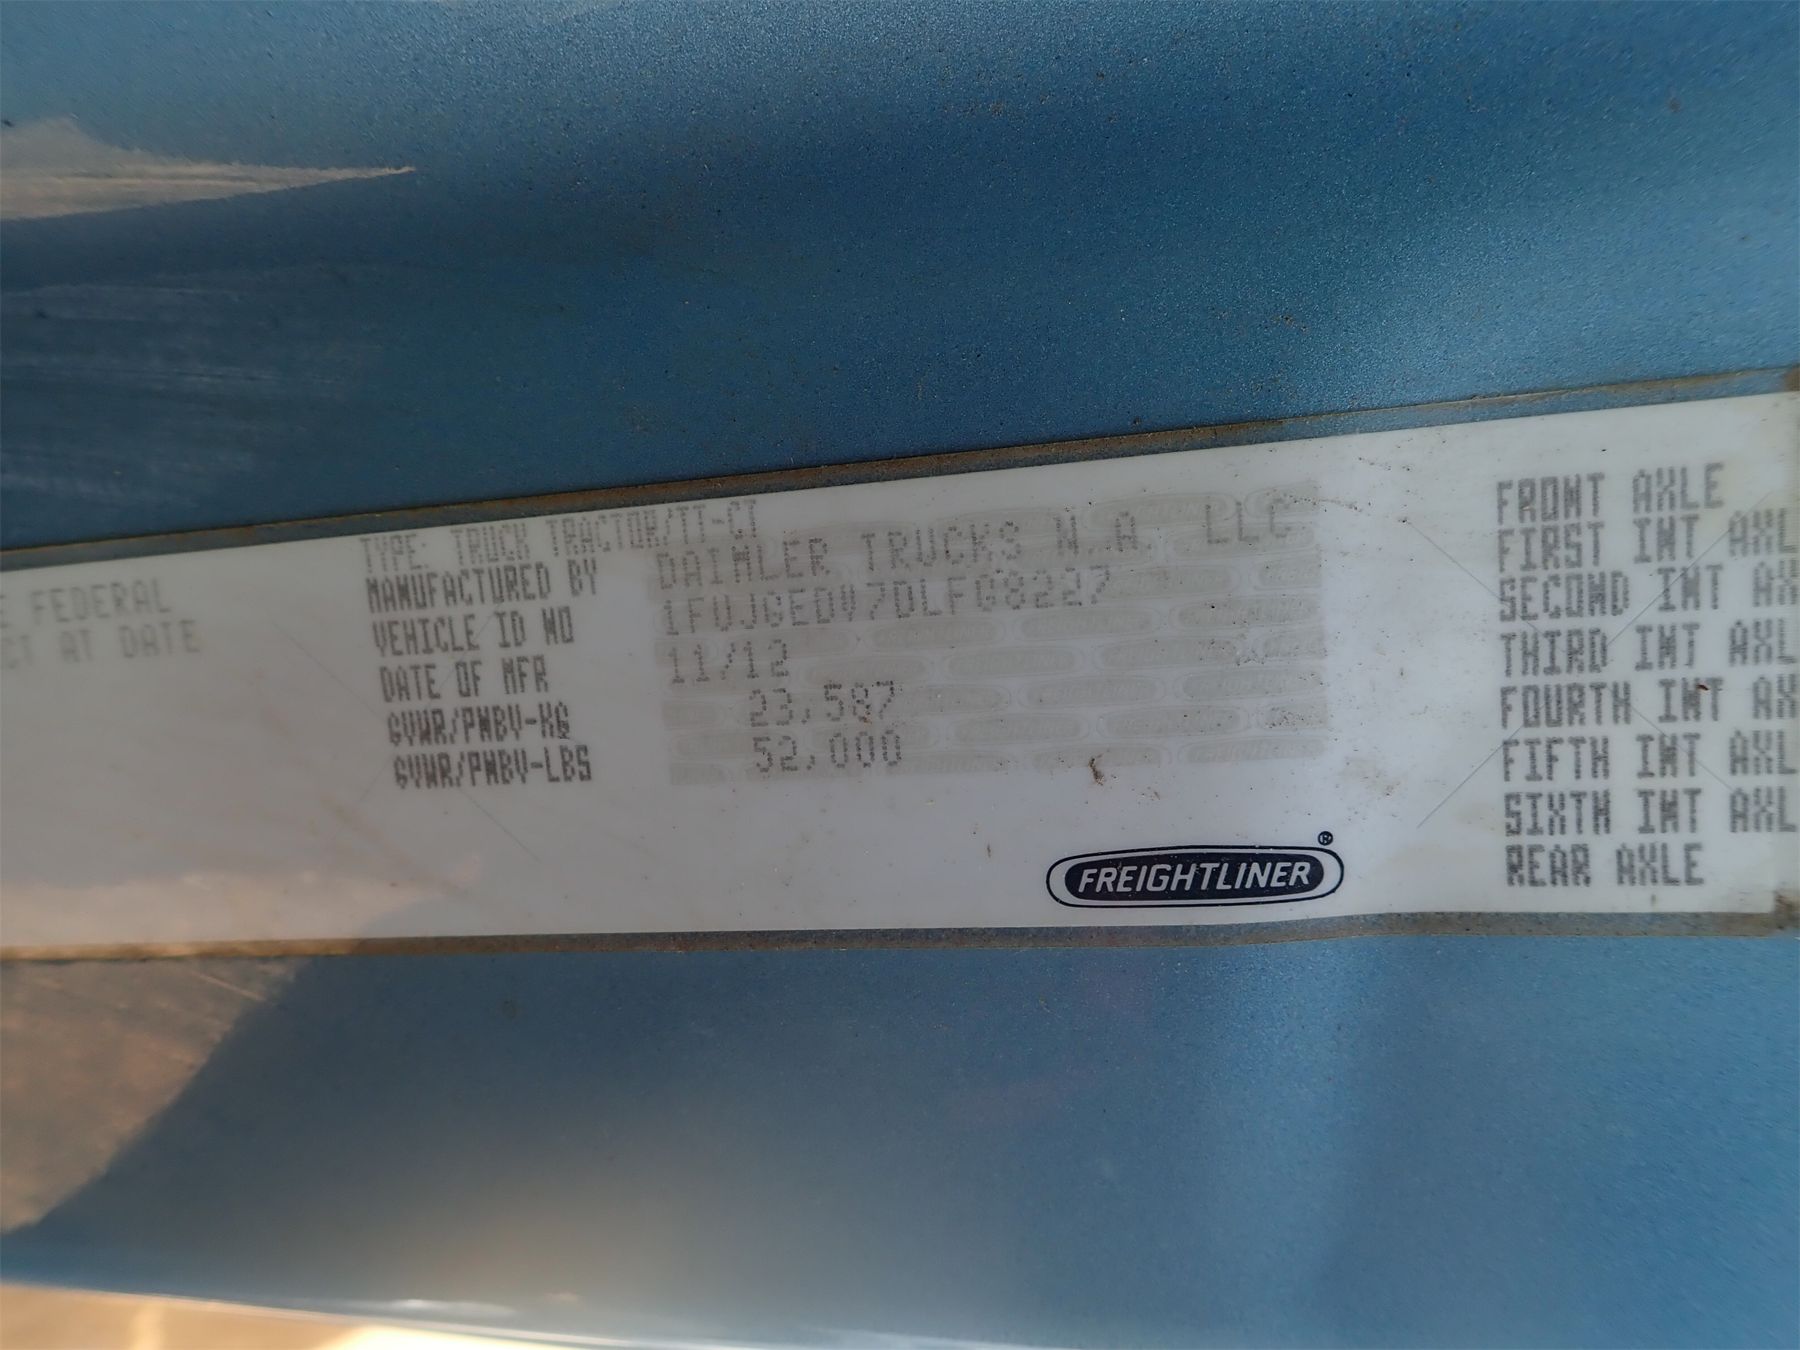 E FEDERAL
CT AT DATE
TYPE: TRUCK TRACTOR/TT-CT
MANUFACTURED BY DAIMLER TRUCKS N.A. LLC
VEHICLE ID NO
DATE OF MFR 11/12
GVWR/PNBV-KG 23,587
GVWR/PNBV-LBS 52,000
FREIGHTLINER®
FRONT AXLE
FIRST INT AXL
SECOND INT AX
THIRD INT AXL
FOURTH INT AX
FIFTH INT AXL
SIXTH INT AXL
REAR AXLE